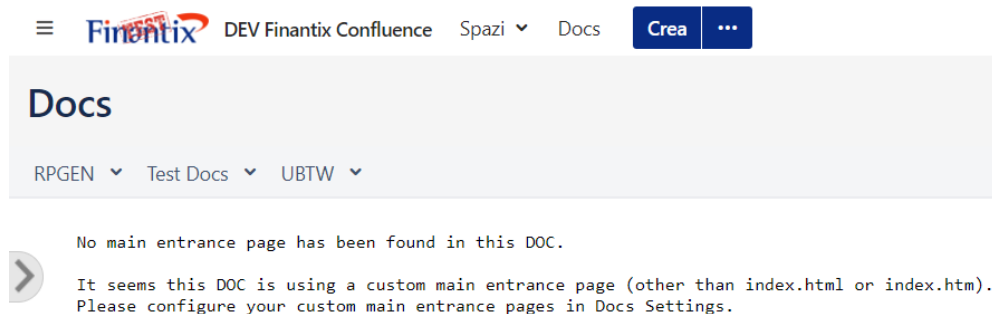 Finantix TEST DEV Finantix Confluence Spazi Docs Crea ...
Docs
RPGEN Test Docs UBTW
No main entrance page has been found in this DOC.
It seems this DOC is using a custom main entrance page (other than index.html or index.htm).
Please configure your custom main entrance pages in Docs Settings.